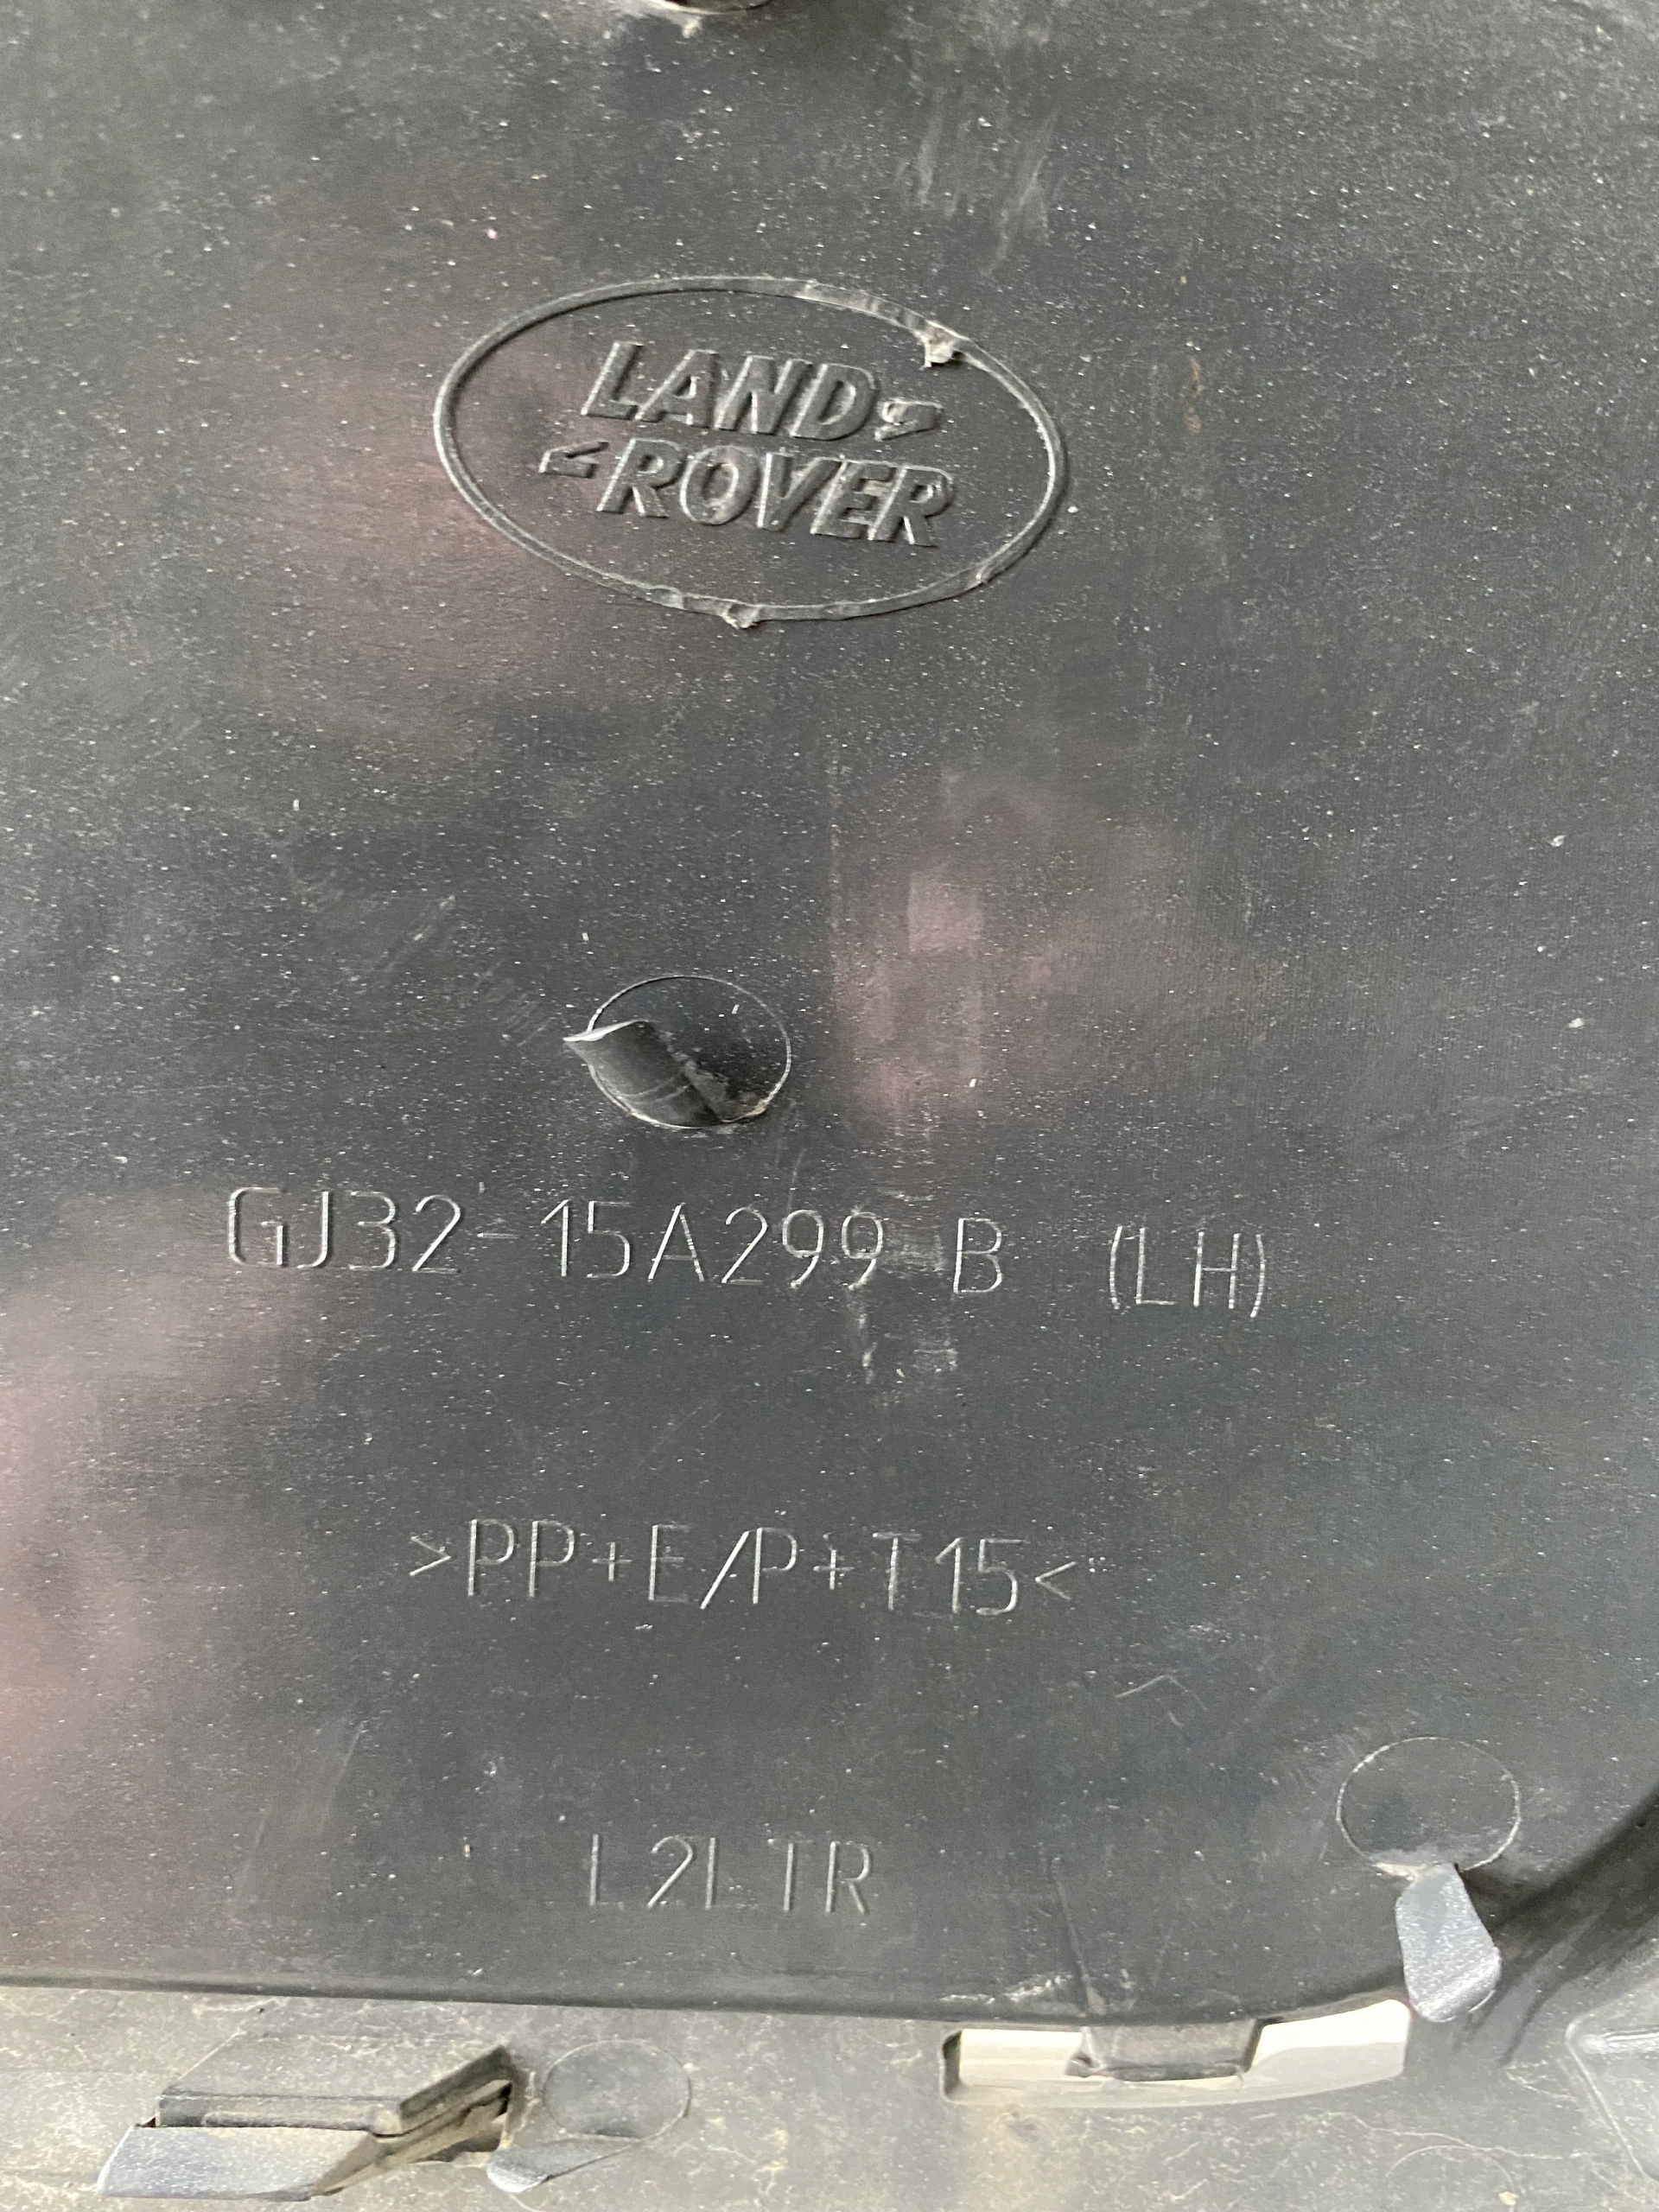 LAND
ROVER
GJ32-15A299 B (LH)
>PP+E/P+T15<
L2LTR